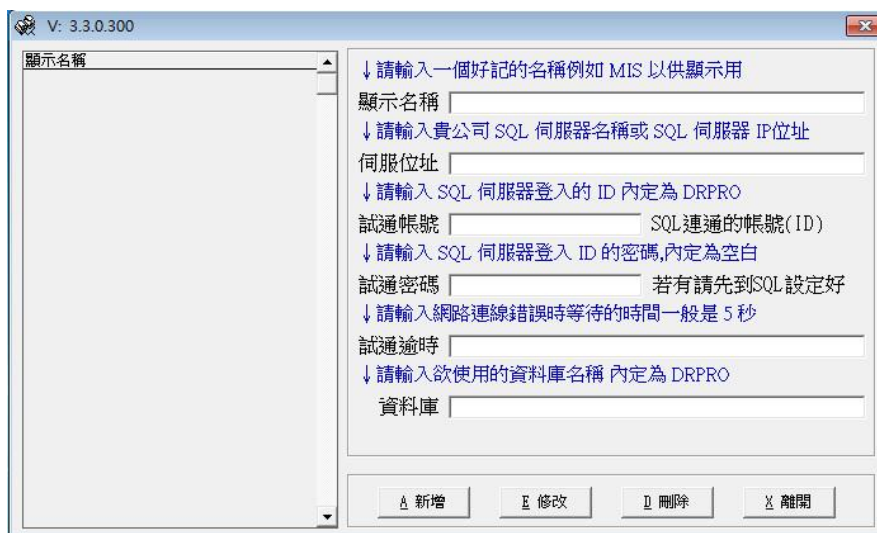 V: 3.3.0.300
顯示名稱
↓請輸入一個好記的名稱例如 MIS 以供顯示用
顯示名稱
↓請輸入貴公司 SQL 伺服器名稱或 SQL 伺服器 IP位址
伺服位址
↓請輸入 SQL 伺服器登入的 ID 內定為 DRPRO
試通帳號 SQL連通的帳號(ID)
↓請輸入 SQL 伺服器登入 ID 的密碼,內定為空白
試通密碼 若有請先到SQL設定好
↓請輸入網路連線錯誤時等待的時間一般是 5 秒
試通逾時
↓請輸入欲使用的資料庫名稱 內定為 DRPRO
資料庫
A 新增 E 修改 D 刪除 X 離開